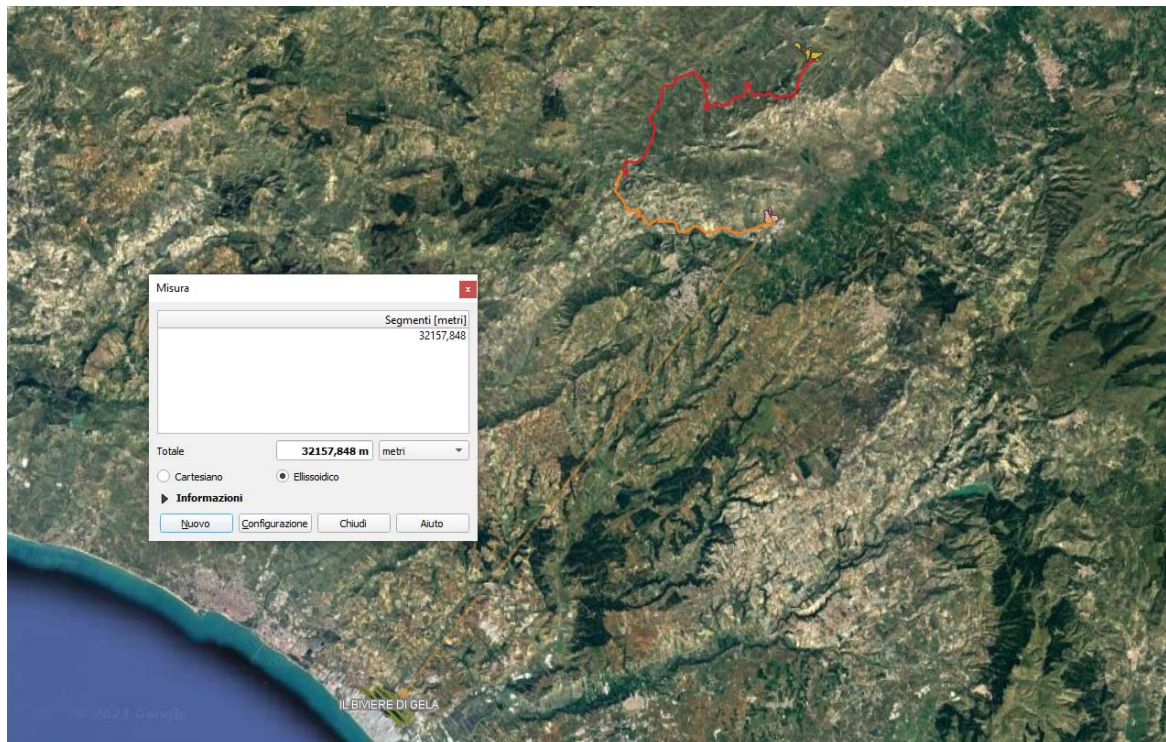 Misura
x
Segmenti [metri]
32157,848
Totale
32157,848 m
metri
Cartesiano
Ellissoidico
Informazioni
Nuovo
Configurazione
Chiudi
Aiuto
IL BIVIERE DI GELA
© 2022 Google